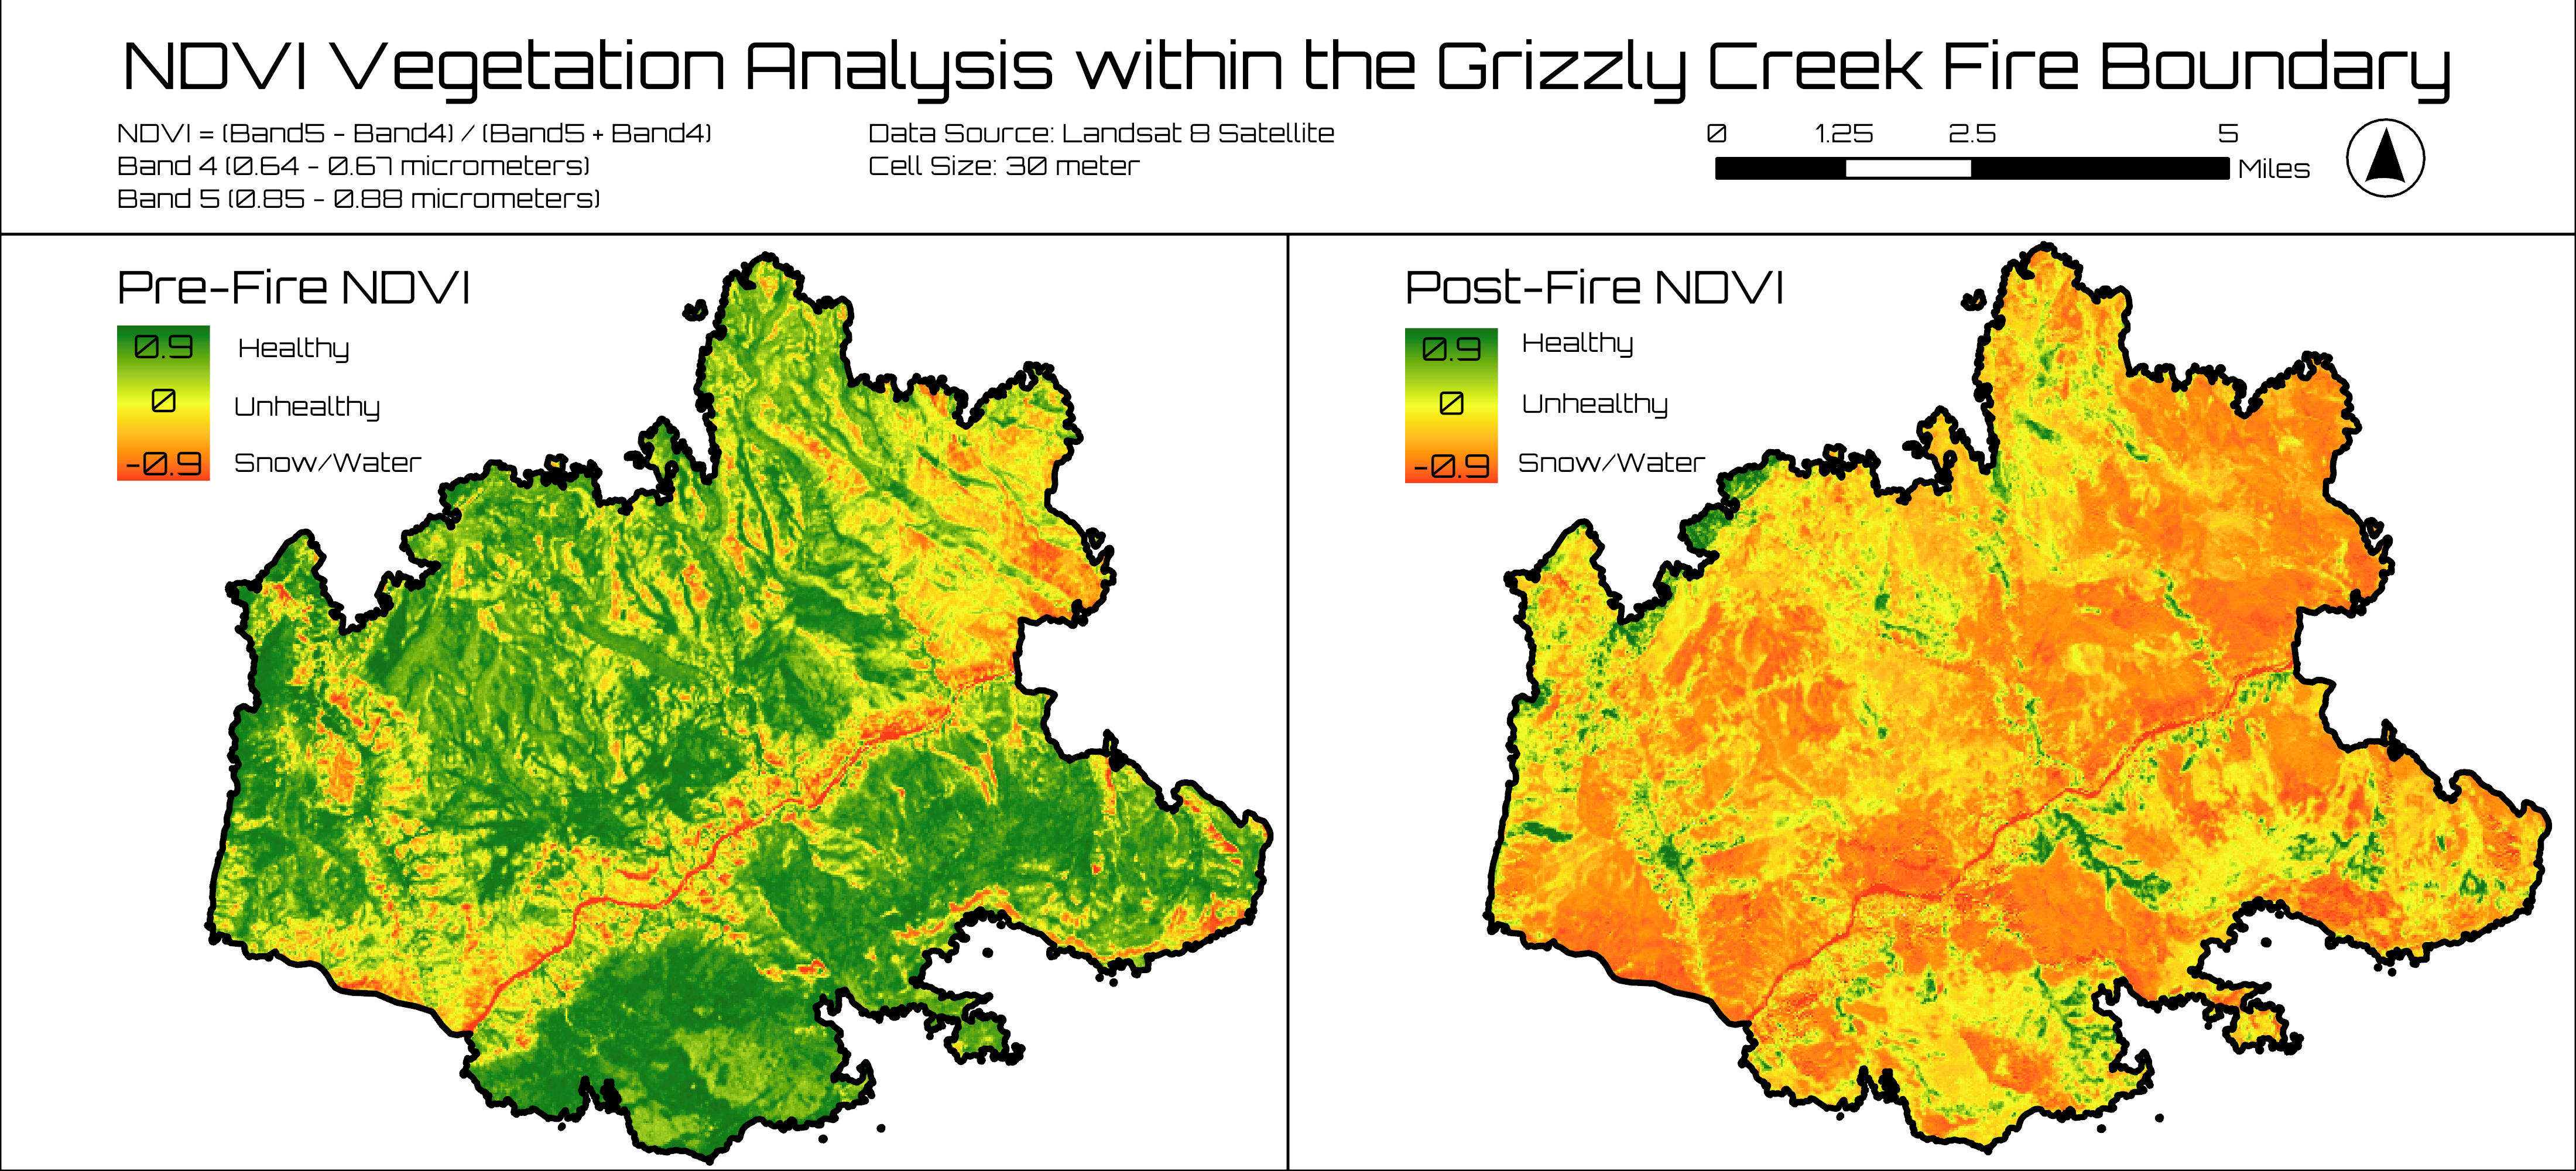 NDVI Vegetation Analysis within the Grizzly Creek Fire Boundary
NDVI = (Band5 - Band4) / (Band5 + Band4)
Band 4 (0.64 - 0.67 micrometers)
Band 5 (0.85 - 0.88 micrometers)
Data Source: Landsat 8 Satellite
Cell Size: 30 meter
0 1.25 2.5 5
Miles
Pre-Fire NDVI
0.9 Healthy
0 Unhealthy
-0.9 Snow/Water
Post-Fire NDVI
0.9 Healthy
0 Unhealthy
-0.9 Snow/Water